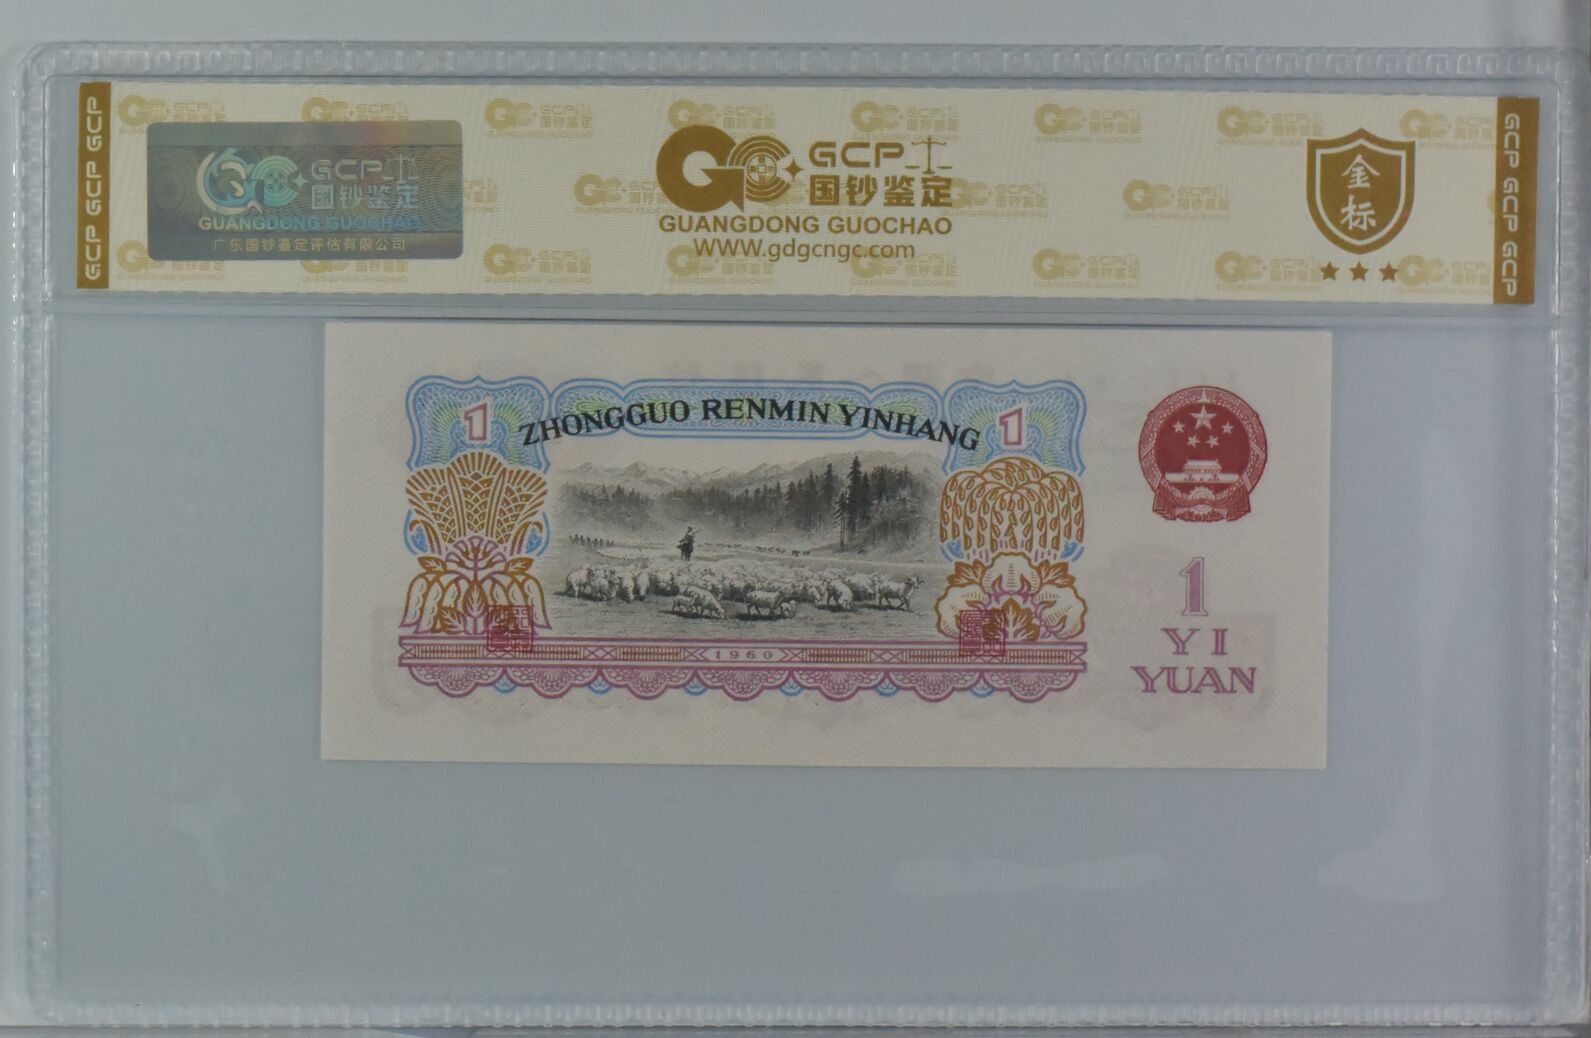 GCP GCP GCP
GCP
国钞鉴定
GUANGDONG GUOCHAO
广东国钞鉴定评估有限公司
GCP
国钞鉴定
GUANGDONG GUOCHAO
WWW.gdgcngc.com
金标
GCP GCP GCP
1 ZHONGGUO RENMIN YINHANG 1
1960
1
YI
YUAN